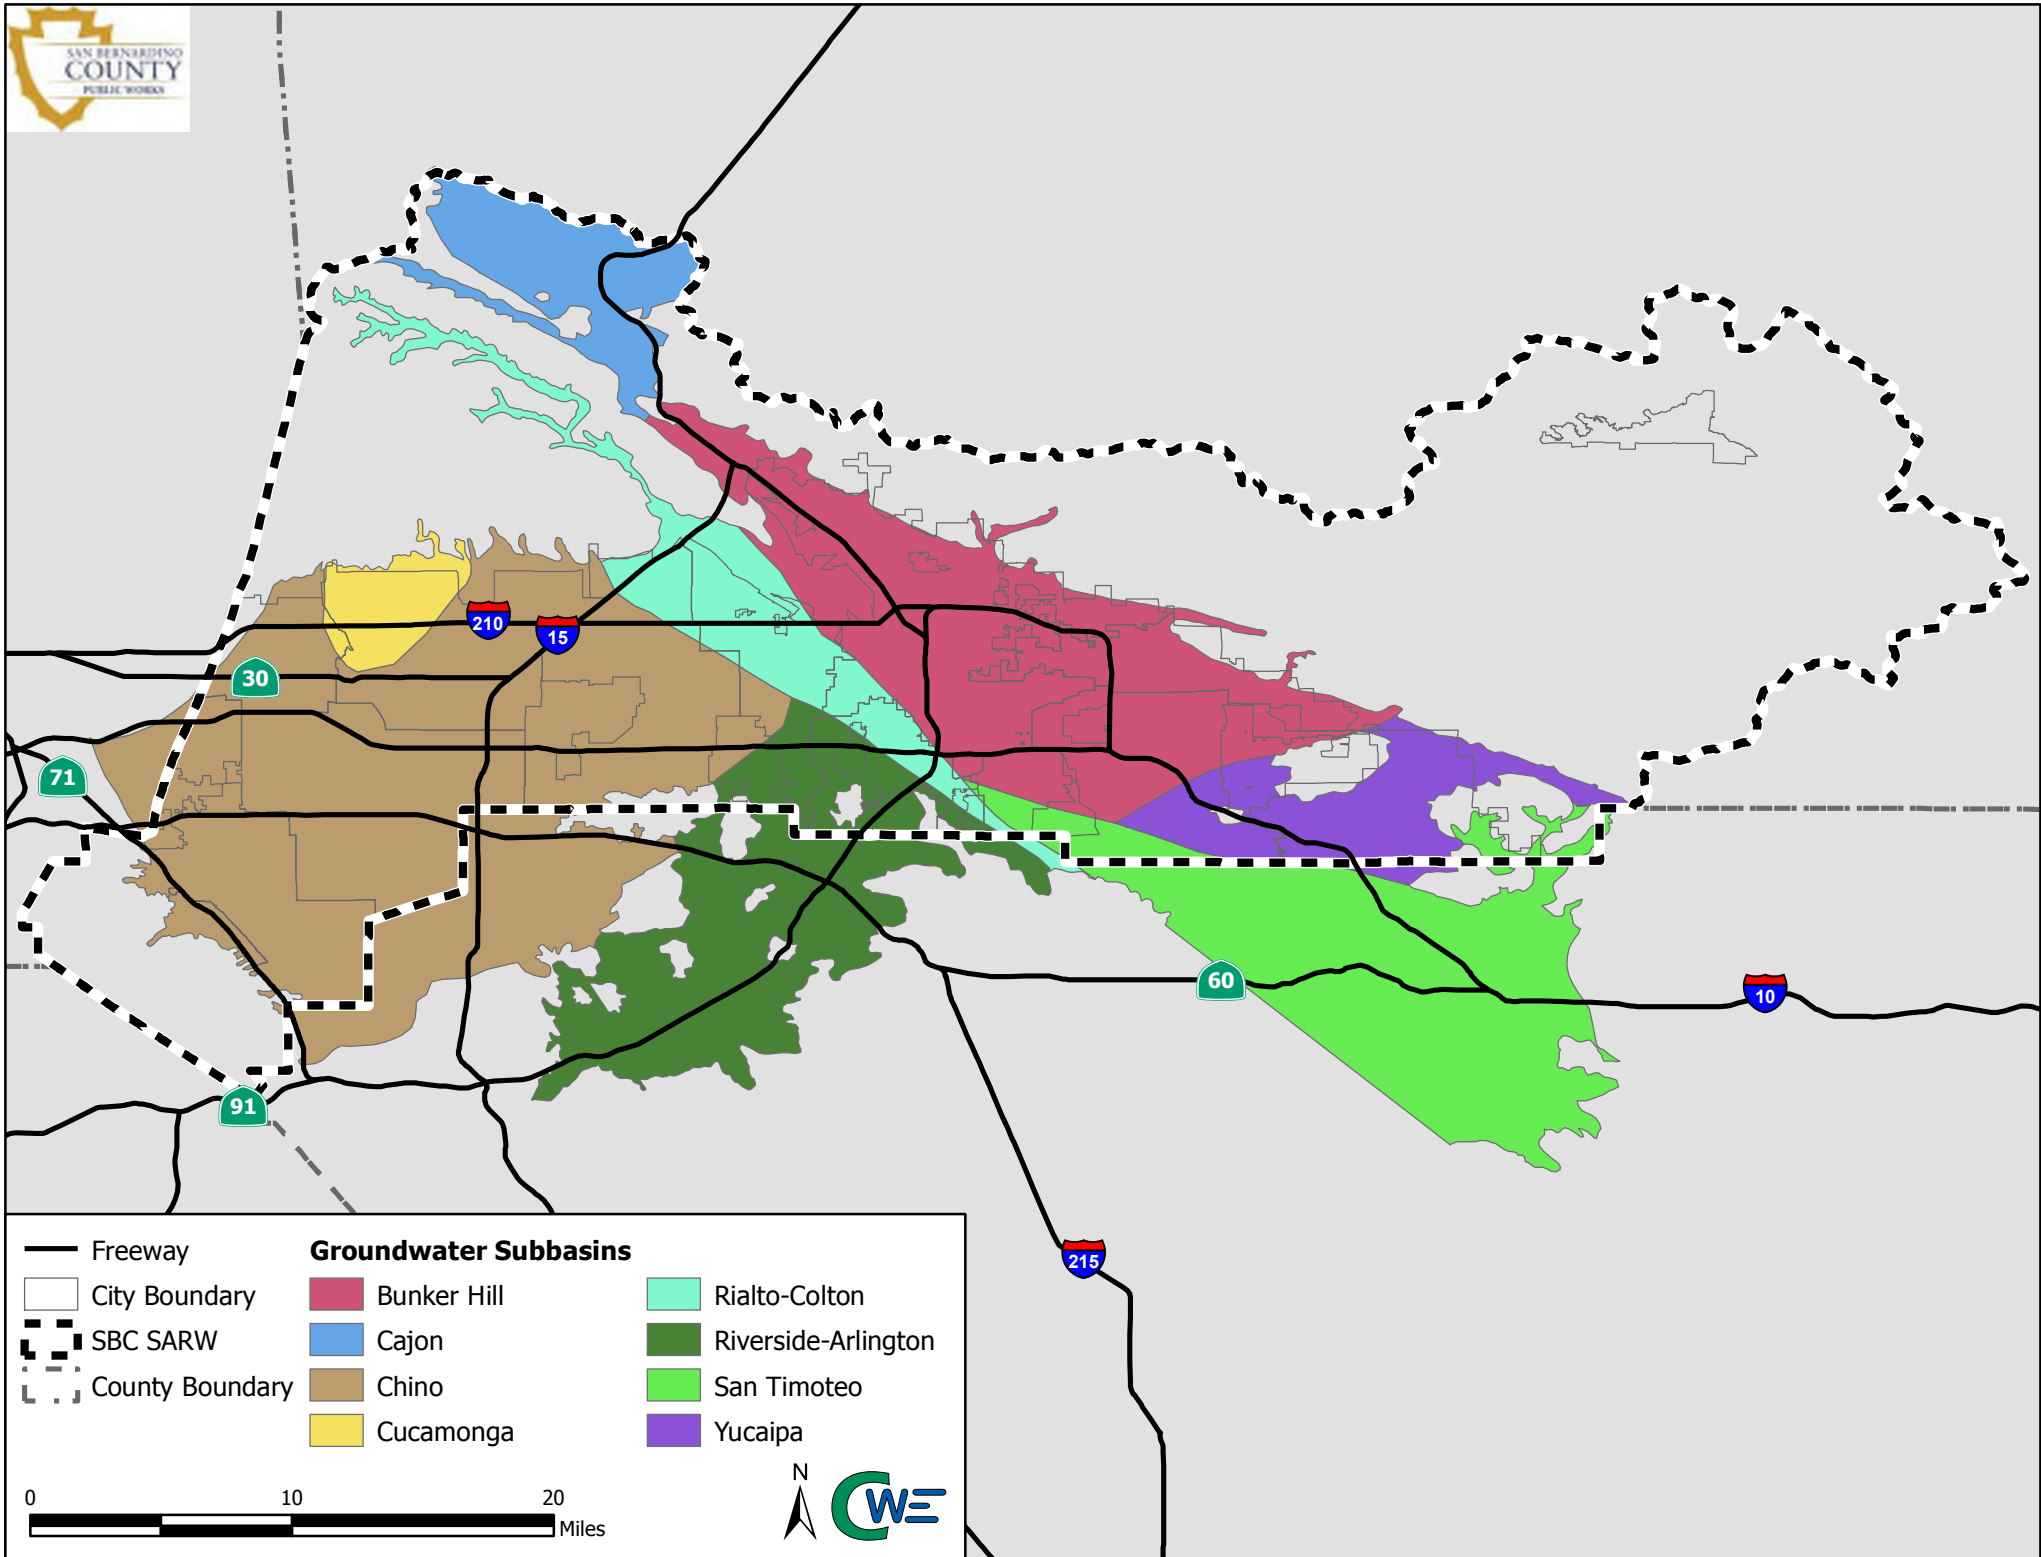 SAN BERNARDINO
COUNTY
PUBLIC WORKS
210
15
30
71
60
10
91
215
Freeway
City Boundary
SBC SARW
County Boundary
Groundwater Subbasins
Bunker Hill
Cajon
Chino
Cucamonga
Rialto-Colton
Riverside-Arlington
San Timoteo
Yucaipa
0 10 20
Miles
N
CWE